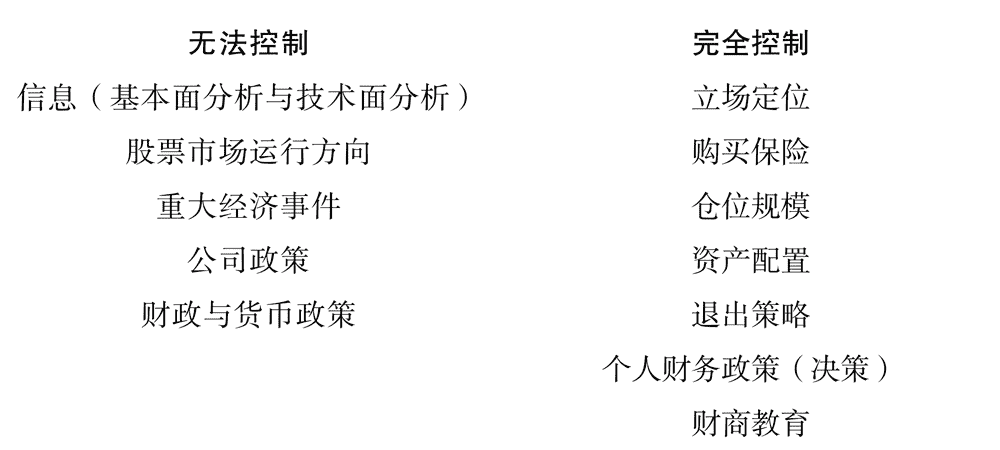 无法控制 完全控制
信息（基本面分析与技术面分析） 立场定位
股票市场运行方向 购买保险
重大经济事件 仓位规模
公司政策 资产配置
财政与货币政策 退出策略
个人财务政策（决策）
财商教育